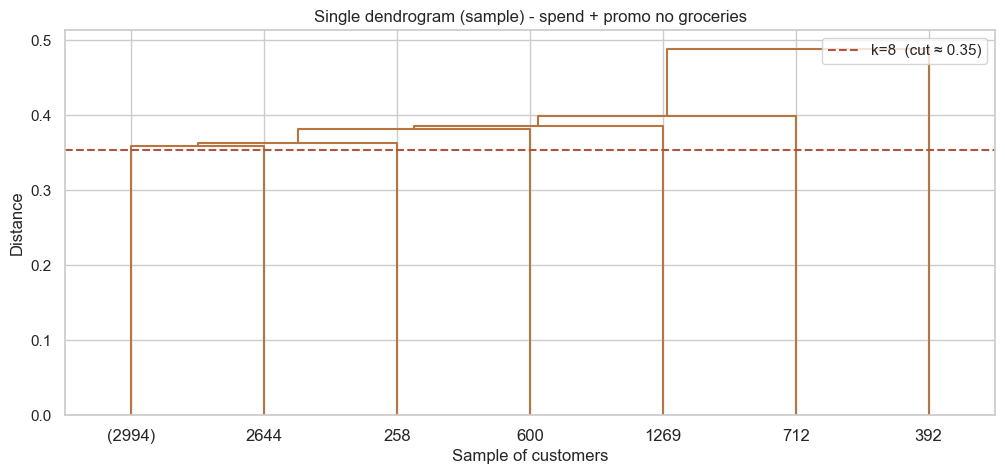 Single dendrogram (sample) - spend + promo no groceries
k=8 (cut ≈ 0.35)
0.5
0.4
0.3
0.2
0.1
0.0
Distance
(2994) 2644 258 600 1269 712 392
Sample of customers